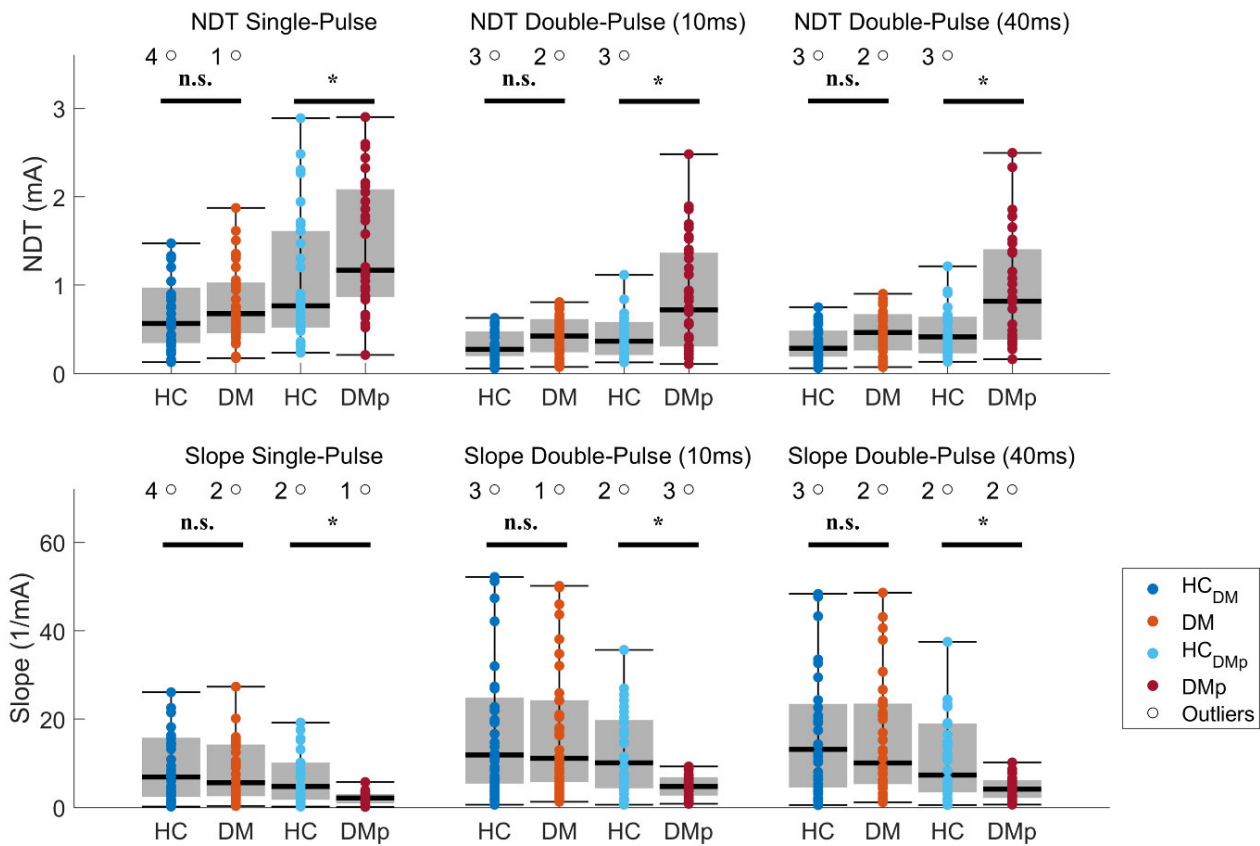 NDT Single-Pulse NDT Double-Pulse (10ms) NDT Double-Pulse (40ms)
4 1 3 2 3 3 2 3
n.s. * n.s. * n.s. *
3
2
1
0
NDT (mA)
HC DM HC DMp HC DM HC DMp HC DM HC DMp
Slope Single-Pulse Slope Double-Pulse (10ms) Slope Double-Pulse (40ms)
4 2 2 1 3 1 2 3 3 2 2 2
n.s. * n.s. * n.s. *
60
40
20
0
Slope (1/mA)
HC DM HC DMp HC DM HC DMp HC DM HC DMp
HC_DM
DM
HC_DMp
DMp
Outliers